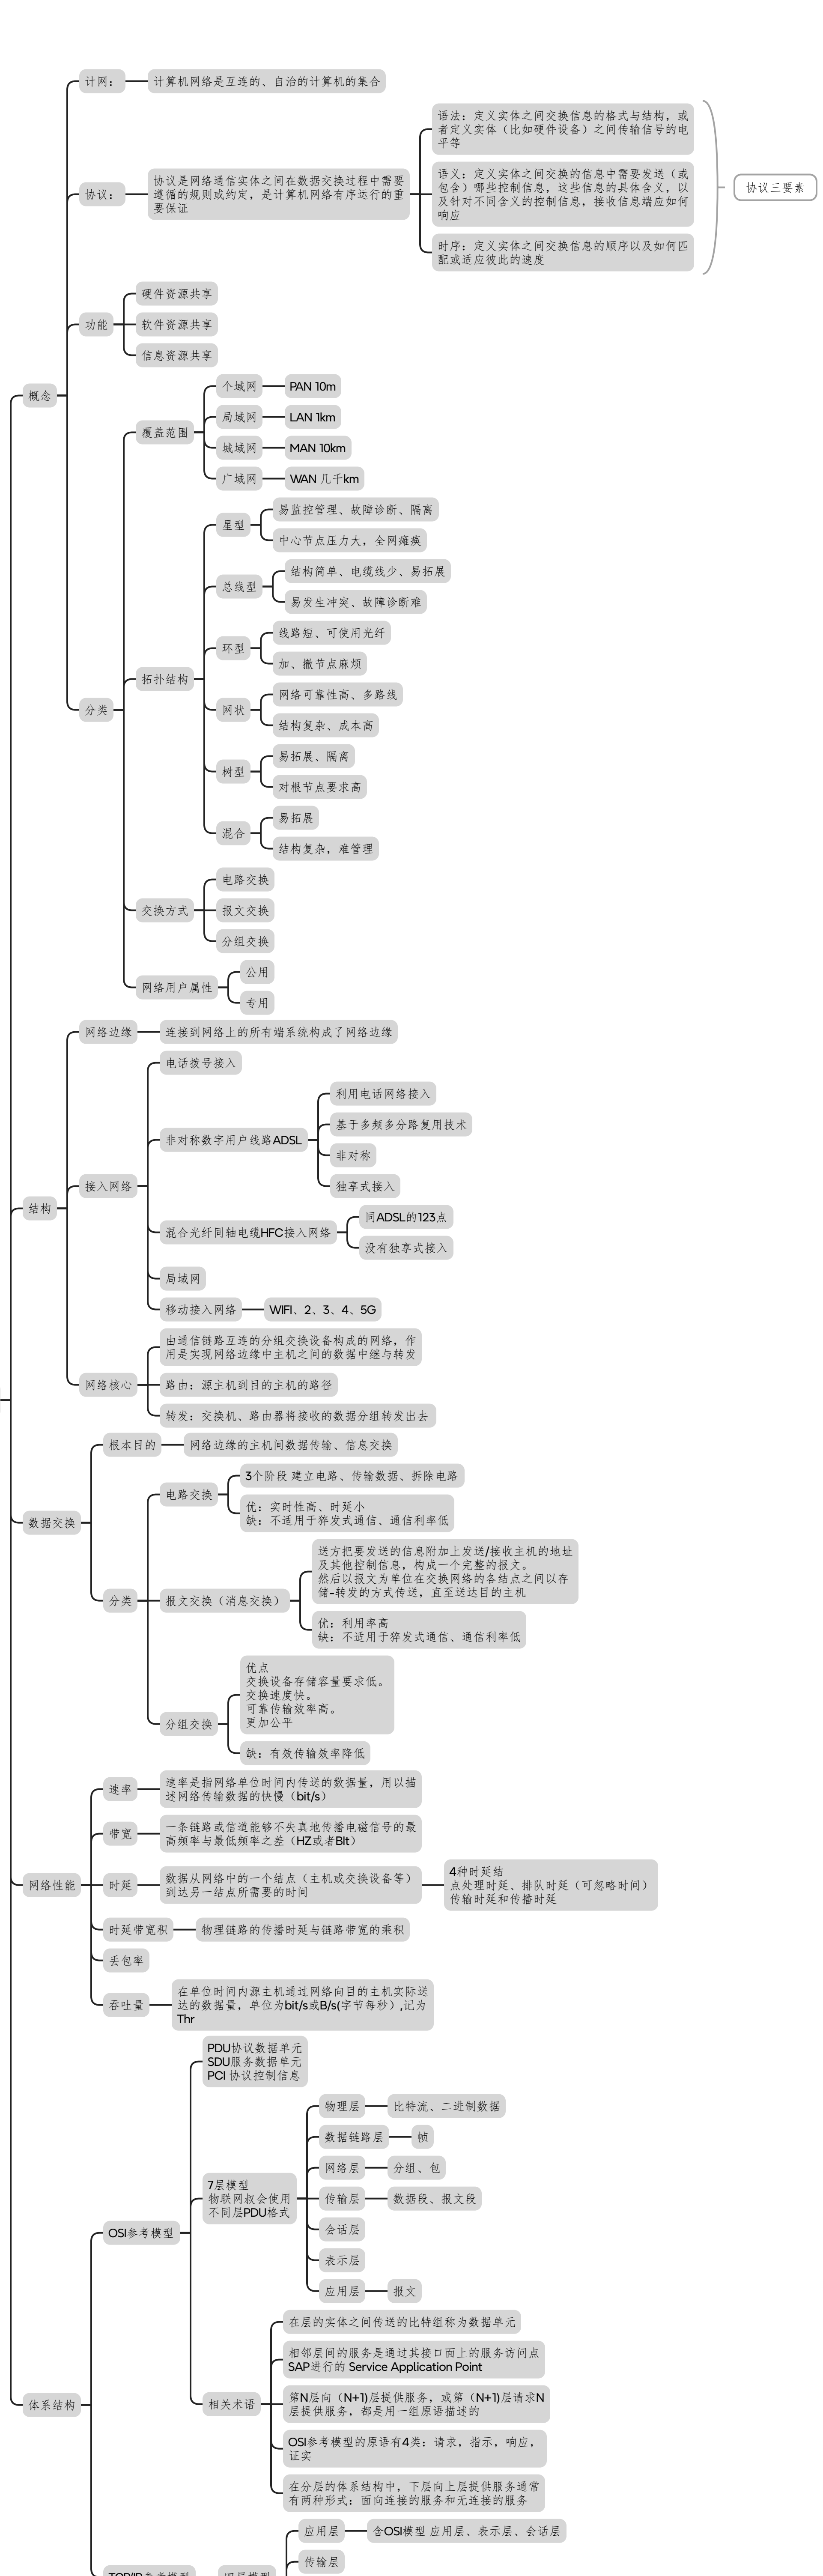 计网：
计算机网络是互连的、自治的计算机的集合
协议：
协议是网络通信实体之间在数据交换过程中需要
遵循的规则或约定，是计算机网络有序运行的重
要保证
语法：定义实体之间交换信息的格式与结构，或
者定义实体（比如硬件设备）之间传输信号的电
平等
语义：定义实体之间交换的信息中需要发送（或
包含）哪些控制信息，这些信息的具体含义，以
及针对不同含义的控制信息，接收信息端应如何
响应
时序：定义实体之间交换信息的顺序以及如何匹
配或适应彼此的速度
协议三要素
功能
硬件资源共享
软件资源共享
信息资源共享
概念
分类
覆盖范围
个域网
PAN 10m
局域网
LAN 1km
城域网
MAN 10km
广域网
WAN 几千km
拓扑结构
星型
易监控管理、故障诊断、隔离
中心节点压力大，全网瘫痪
总线型
结构简单、电缆线少、易拓展
易发生冲突、故障诊断难
环型
线路短、可使用光纤
加、撤节点麻烦
网状
网络可靠性高、多路线
结构复杂、成本高
树型
易拓展、隔离
对根节点要求高
混合
易拓展
结构复杂，难管理
交换方式
电路交换
报文交换
分组交换
网络用户属性
公用
专用
结构
网络边缘
连接到网络上的所有端系统构成了网络边缘
接入网络
电话拨号接入
非对称数字用户线路ADSL
利用电话网络接入
基于多频多分路复用技术
非对称
独享式接入
混合光纤同轴电缆HFC接入网络
同ADSL的123点
没有独享式接入
局域网
移动接入网络
WIFI、2、3、4、5G
网络核心
由通信链路互连的分组交换设备构成的网络，作
用是实现网络边缘中主机之间的数据中继与转发
路由：源主机到目的主机的路径
转发：交换机、路由器将接收的数据分组转发出去
数据交换
根本目的
网络边缘的主机间数据传输、信息交换
分类
电路交换
3个阶段 建立电路、传输数据、拆除电路
优：实时性高、时延小
缺：不适用于猝发式通信、通信利率低
报文交换（消息交换）
送方把要发送的信息附加上发送/接收主机的地址
及其他控制信息，构成一个完整的报文。
然后以报文为单位在交换网络的各结点之间以存
储-转发的方式传送，直至送达目的主机
优：利用率高
缺：不适用于猝发式通信、通信利率低
分组交换
优点
交换设备存储容量要求低。
交换速度快。
可靠传输效率高。
更加公平
缺：有效传输效率降低
网络性能
速率
速率是指网络单位时间内传送的数据量，用以描
述网络传输数据的快慢（bit/s）
带宽
一条链路或信道能够不失真地传播电磁信号的最
高频率与最低频率之差（HZ或者BIt）
时延
数据从网络中的一个结点（主机或交换设备等）
到达另一结点所需要的时间
4种时延结
点处理时延、排队时延（可忽略时间）
传输时延和传播时延
时延带宽积
物理链路的传播时延与链路带宽的乘积
丢包率
吞吐量
在单位时间内源主机通过网络向目的主机实际送
达的数据量，单位为bit/s或B/s(字节每秒）,记为
Thr
体系结构
OSI参考模型
PDU协议数据单元
SDU服务数据单元
PCI 协议控制信息
7层模型
物联网叔会使用
不同层PDU格式
物理层
比特流、二进制数据
数据链路层
帧
网络层
分组、包
传输层
数据段、报文段
会话层
表示层
应用层
报文
相关术语
在层的实体之间传送的比特组称为数据单元
相邻层间的服务是通过其接口面上的服务访问点
SAP进行的 Service Application Point
第N层向（N+1)层提供服务，或第（N+1)层请求N
层提供服务，都是用一组原语描述的
OSI参考模型的原语有4类：请求，指示，响应，
证实
在分层的体系结构中，下层向上层提供服务通常
有两种形式：面向连接的服务和无连接的服务
应用层
含OSI模型 应用层、表示层、会话层
传输层
TCP/IP参考模型
四层模型